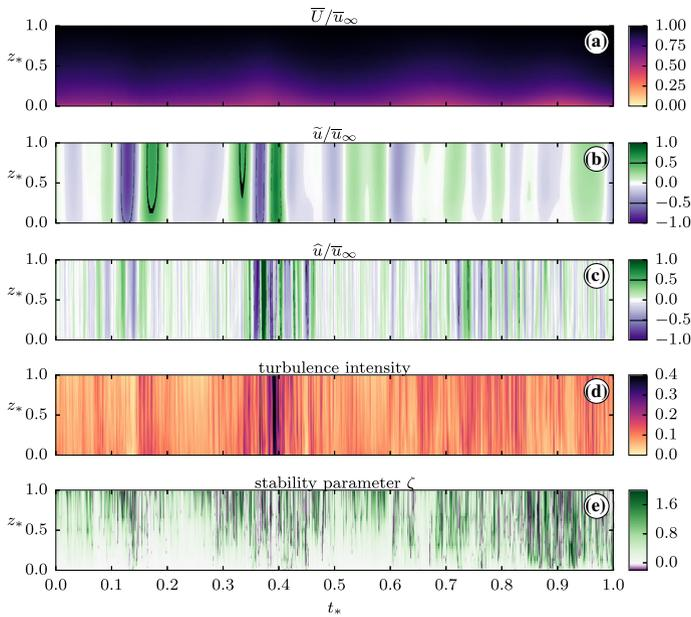 U̅/u̅∞
1.0 (a) 1.00
z* 0.5 0.75
0.50
0.25
0.0 0.00
ũ/u̅∞
1.0 (b) 1.0
0.5
z* 0.5 0.0
−0.5
0.0 −1.0
û/u̅∞
1.0 (c) 1.0
0.5
z* 0.5 0.0
−0.5
0.0 −1.0
turbulence intensity
1.0 (d) 0.4
0.3
z* 0.5 0.2
0.1
0.0 0.0
stability parameter ζ
1.0 (e)
1.6
z* 0.5 0.8
0.0
0.0
0.0 0.1 0.2 0.3 0.4 0.5 0.6 0.7 0.8 0.9 1.0
t*